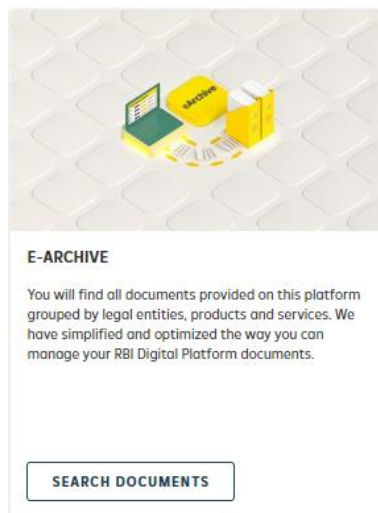 eArchive
E-ARCHIVE
You will find all documents provided on this platform
grouped by legal entities, products and services. We
have simplified and optimized the way you can
manage your RBI Digital Platform documents.
SEARCH DOCUMENTS